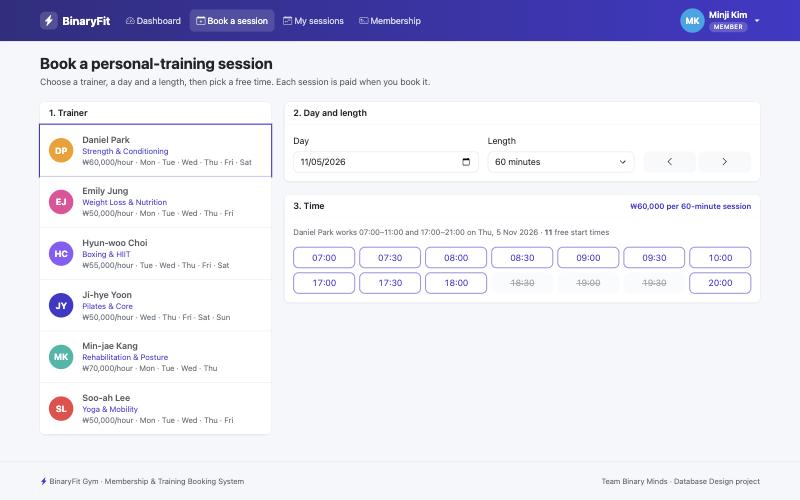 BinaryFit
Dashboard
Book a session
My sessions
Membership
MK
Minji Kim
MEMBER
Book a personal-training session
Choose a trainer, a day and a length, then pick a free time. Each session is paid when you book it.
1. Trainer
DP
Daniel Park
Strength & Conditioning
₩60,000/hour · Mon · Tue · Wed · Thu · Fri · Sat
EJ
Emily Jung
Weight Loss & Nutrition
₩50,000/hour · Mon · Tue · Wed · Thu · Fri
HC
Hyun-woo Choi
Boxing & HIIT
₩55,000/hour · Tue · Wed · Thu · Fri · Sat
JY
Ji-hye Yoon
Pilates & Core
₩50,000/hour · Wed · Thu · Fri · Sat · Sun
MK
Min-jae Kang
Rehabilitation & Posture
₩70,000/hour · Mon · Tue · Wed · Thu
SL
Soo-ah Lee
Yoga & Mobility
₩50,000/hour · Mon · Tue · Wed · Thu · Fri
2. Day and length
Day
Length
11/05/2026
60 minutes
3. Time
₩60,000 per 60-minute session
Daniel Park works 07:00–11:00 and 17:00–21:00 on Thu, 5 Nov 2026 · 11 free start times
07:00 07:30 08:00 08:30 09:00 09:30 10:00
17:00 17:30 18:00 18:30 19:00 19:30 20:00
BinaryFit Gym · Membership & Training Booking System
Team Binary Minds · Database Design project